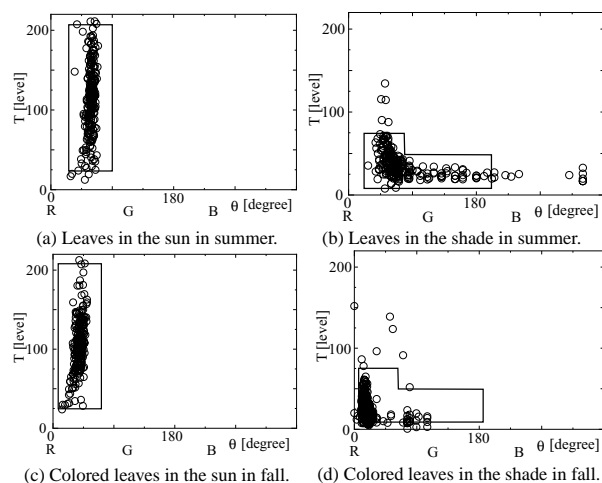 200
100
0
T [level]
0
180
θ [degree]
R
G
B
(a) Leaves in the sun in summer.
200
100
0
T [level]
0
180
θ [degree]
R
G
B
(b) Leaves in the shade in summer.
200
100
0
T [level]
0
180
θ [degree]
R
G
B
(c) Colored leaves in the sun in fall.
200
100
0
T [level]
0
180
θ [degree]
R
G
B
(d) Colored leaves in the shade in fall.